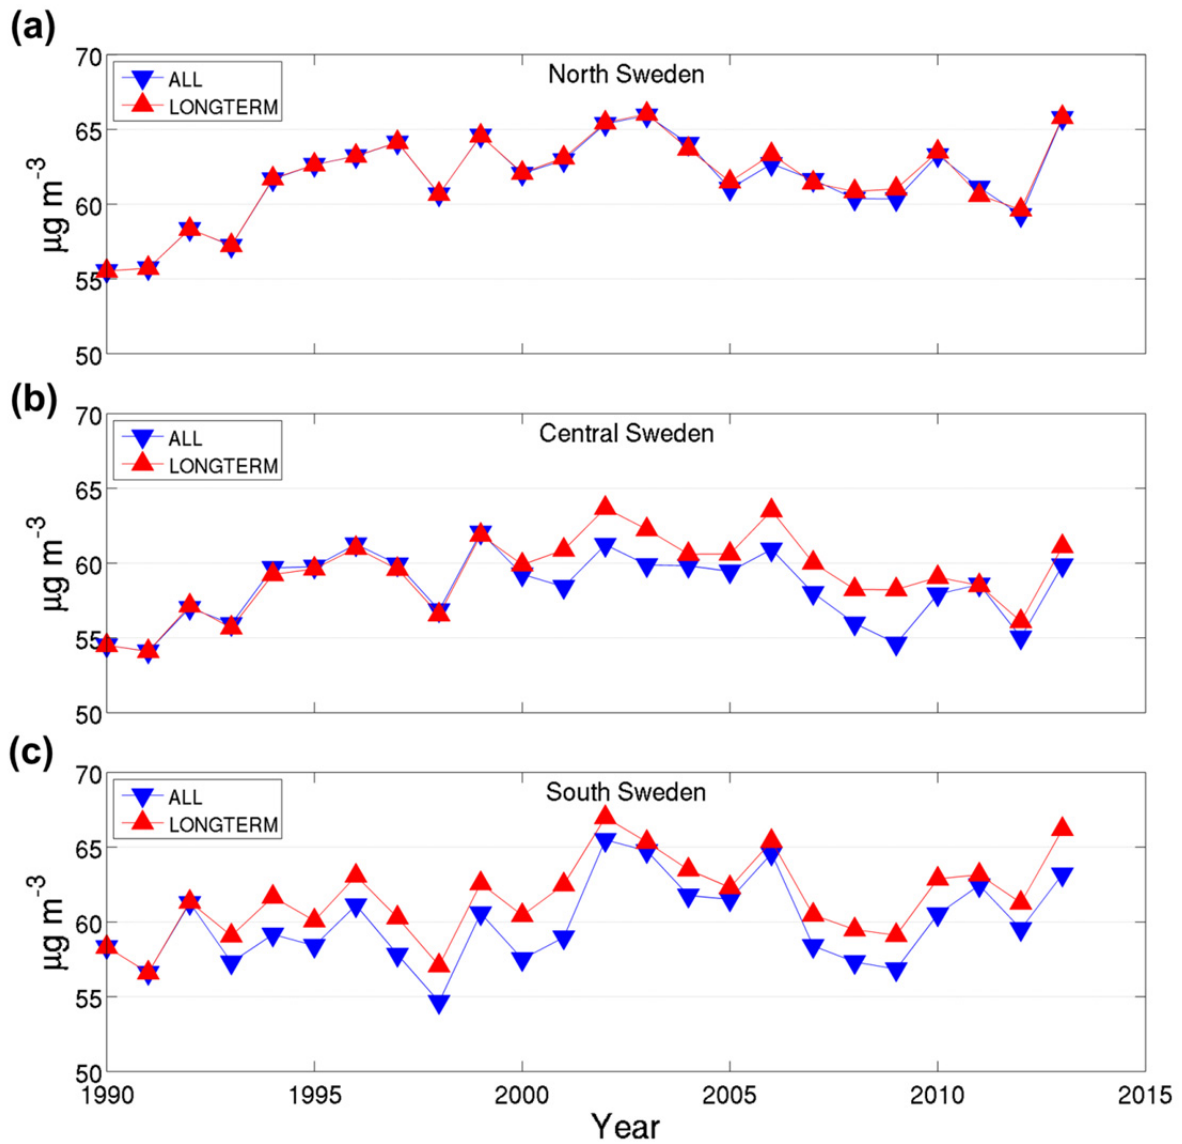 (a)
70
North Sweden
ALL
LONGTERM
65
60
55
50
µg m-3
(b)
70
Central Sweden
ALL
LONGTERM
65
60
55
50
µg m-3
(c)
70
South Sweden
ALL
LONGTERM
65
60
55
50
µg m-3
1990 1995 2000 2005 2010 2015
Year